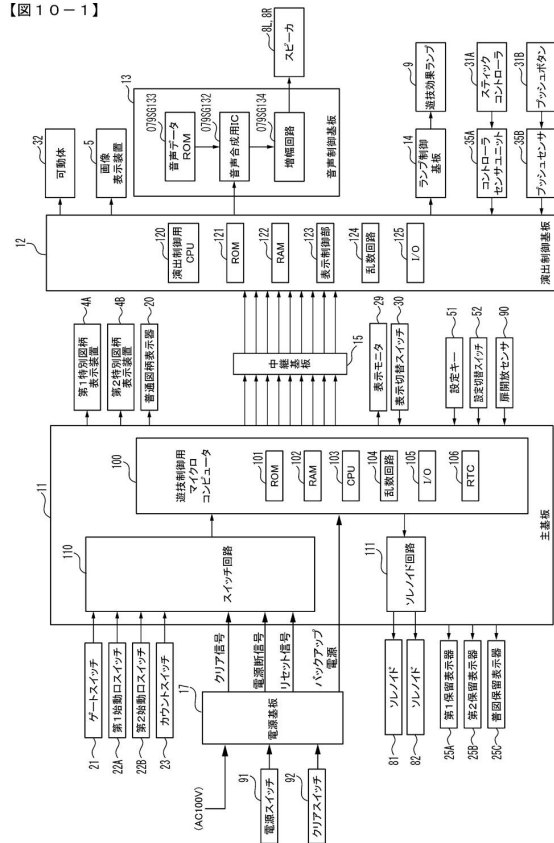 【図10-1】
8L, 8R
スピーカ
13
079SG133
音声データ
ROM
079SG132
音声合成用IC
079SG134
増幅回路
音声制御基板
32
可動体
5
画像
表示装置
9
遊技効果ランプ
14
ランプ制御
基板
31A
スティック
コントローラ
35A
コントローラ
センサユニット
31B
プッシュボタン
35B
プッシュセンサ
12
120
演出制御用
CPU
121
ROM
122
RAM
123
表示制御部
124
乱数回路
125
I/O
演出制御基板
4A
第1特別図柄
表示装置
4B
第2特別図柄
表示装置
20
普通図柄表示器
15
中継
基板
29
表示モニタ
30
表示切替スイッチ
51
設定キー
52
設定切替スイッチ
90
扉開放センサ
11
100
遊技制御用
マイクロ
コンピュータ
101
ROM
102
RAM
103
CPU
104
乱数回路
105
I/O
106
RTC
主基板
110
スイッチ回路
111
ソレノイド回路
クリア信号
電源断信号
リセット信号
バックアップ
電源
ゲートスイッチ
21
第1始動口スイッチ
22A
第2始動口スイッチ
22B
カウントスイッチ
23
17
電源基板
(AC100V)
91
電源スイッチ
92
クリアスイッチ
ソレノイド
81
ソレノイド
82
第1保留表示器
25A
第2保留表示器
25B
普図保留表示器
25C